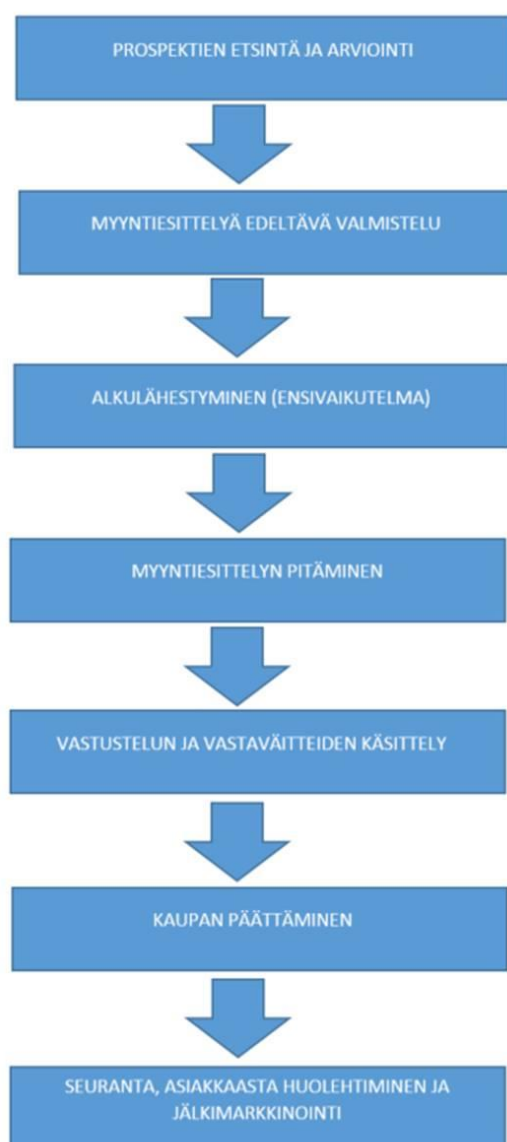 PROSPEKTIEN ETSINTÄ JA ARVIOINTI
MYYNTIESITTELYÄ EDELTÄVÄ VALMISTELU
ALKULÄHESTYMINEN (ENSIVAIKUTELMA)
MYYNTIESITTELYN PITÄMINEN
VASTUSTELUN JA VASTAVÄITTEIDEN KÄSITTELY
KAUPAN PÄÄTTÄMINEN
SEURANTA, ASIAKKAASTA HUOLEHTIMINEN JA
JÄLKIMARKKINOINTI